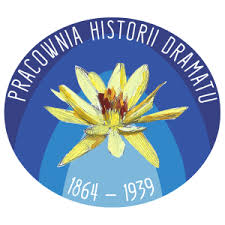 PRACOWNIA HISTORII DRAMATU
1864 – 1939